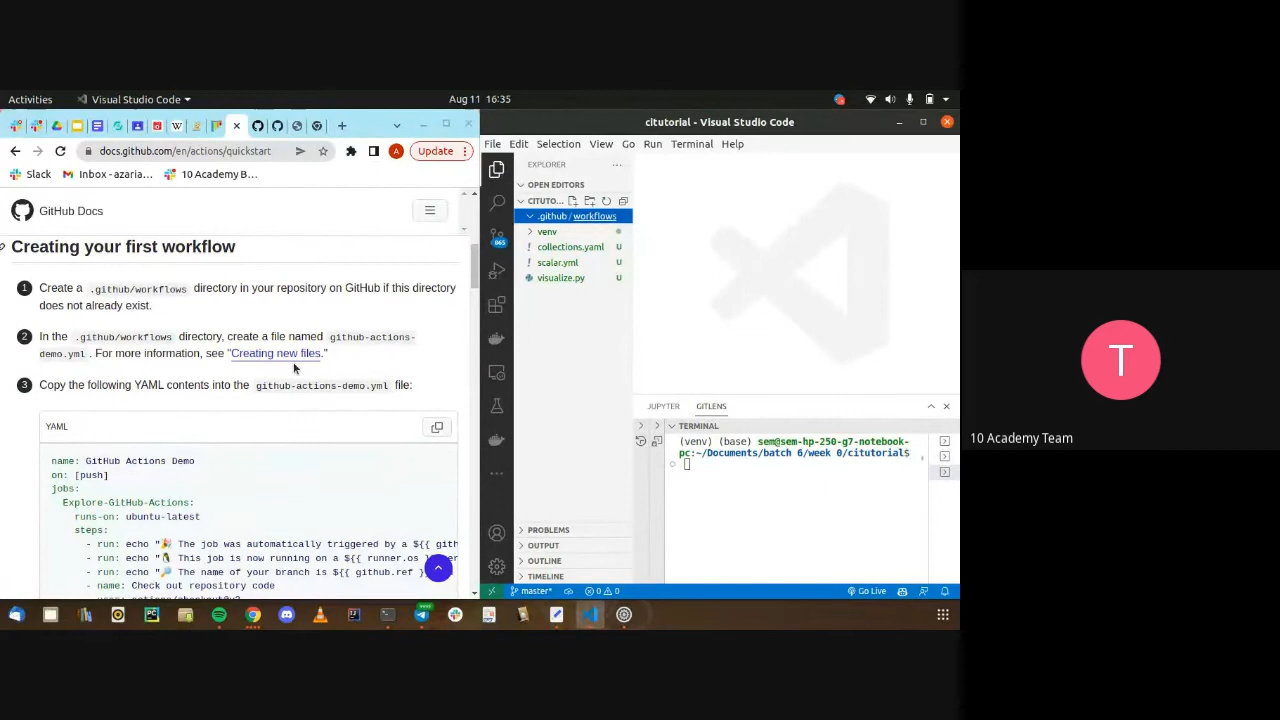 Activities
Visual Studio Code
Aug 11 16:35
docs.github.com/en/actions/quickstart
A
Update
Slack
Inbox - azaria...
10 Academy B...
GitHub Docs
Creating your first workflow
1 Create a .github/workflows directory in your repository on GitHub if this directory
does not already exist.
2 In the .github/workflows directory, create a file named github-actions-
demo.yml . For more information, see "Creating new files."
3 Copy the following YAML contents into the github-actions-demo.yml file:
YAML
name: GitHub Actions Demo
on: [push]
jobs:
Explore-GitHub-Actions:
runs-on: ubuntu-latest
steps:
- run: echo "🎉 The job was automatically triggered by a ${{ gith
- run: echo "🐧 This job is now running on a ${{ runner.os }}
- run: echo "🔎 The name of your branch is ${{ github.ref }}
- name: Check out repository code
citutorial - Visual Studio Code
File Edit Selection View Go Run Terminal Help
EXPLORER
OPEN EDITORS
CITUTO...
.github / workflows
venv
collections.yaml U
scalar.yml U
visualize.py U
JUPYTER GITLENS
TERMINAL
(venv) (base) sem@sem-hp-250-g7-notebook-
pc:~/Documents/batch 6/week 0/citutorial$
PROBLEMS
OUTPUT
OUTLINE
TIMELINE
master*
0 0
Go Live
T
10 Academy Team